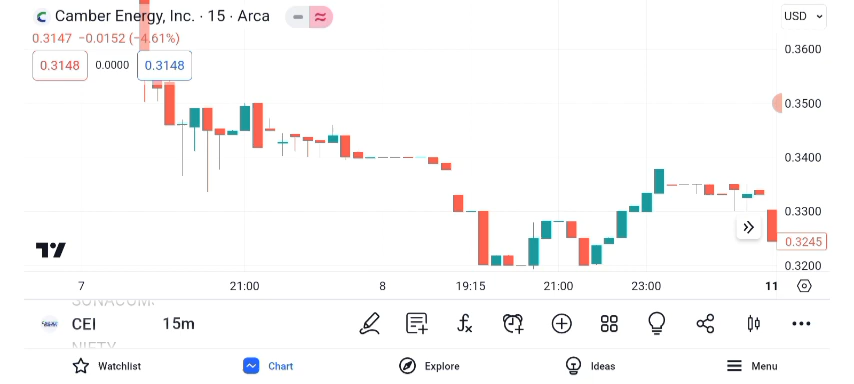 Camber Energy, Inc. · 15 · Arca
USD
0.3147 −0.0152 (−4.61%)
0.3148 0.0000 0.3148
0.3600
0.3500
0.3400
0.3300
0.3245
0.3200
7 21:00 8 19:15 21:00 23:00 11
CEI 15m
NIFTY
Watchlist Chart Explore Ideas Menu